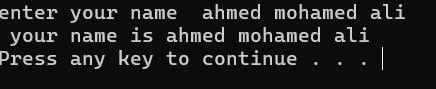 enter your name  ahmed mohamed ali
 your name is ahmed mohamed ali
Press any key to continue . . .